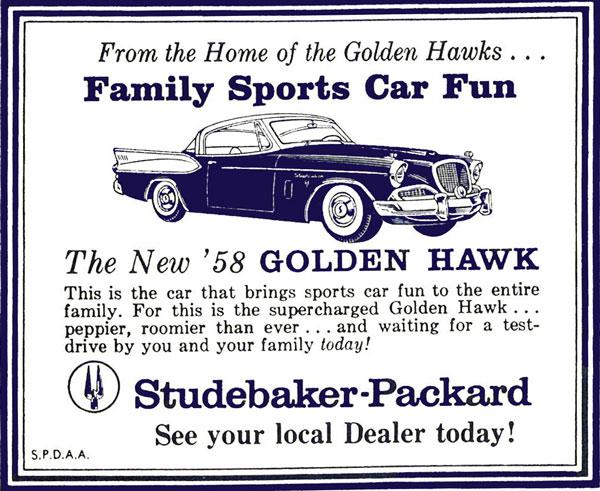 From the Home of the Golden Hawks . . .
Family Sports Car Fun
The New '58 GOLDEN HAWK
This is the car that brings sports car fun to the entire
family. For this is the supercharged Golden Hawk . . .
peppier, roomier than ever . . . and waiting for a test-
drive by you and your family today!
Studebaker-Packard
See your local Dealer today!
S.P.D.A.A.